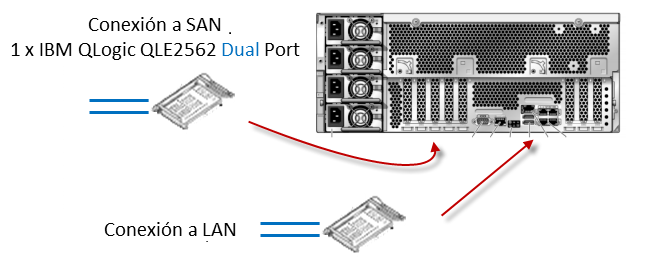 Conexión a SAN
1 x IBM QLogic QLE2562 Dual Port
Conexión a LAN